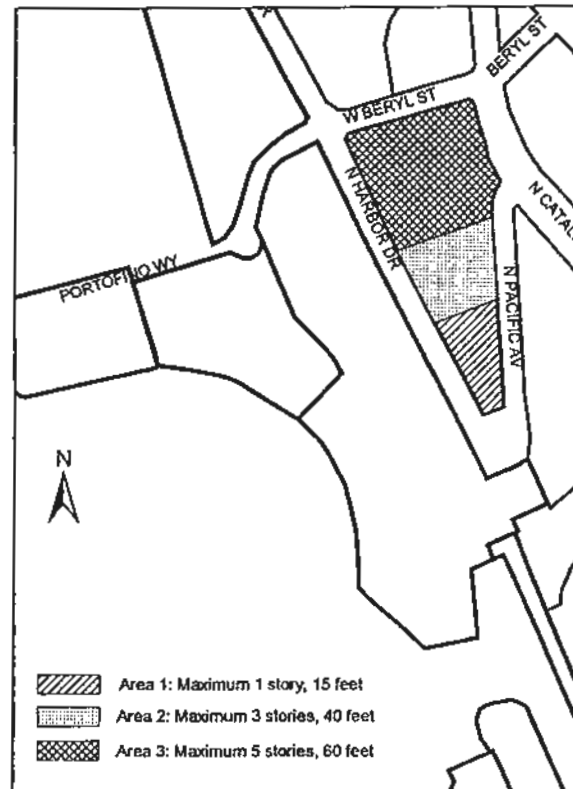 BERYL ST
W BERYL ST
N HARBOR DR
N CATAL
PORTOFINO WY
N PACIFIC AV
N
Area 1: Maximum 1 story, 15 feet
Area 2: Maximum 3 stories, 40 feet
Area 3: Maximum 5 stories, 60 feet